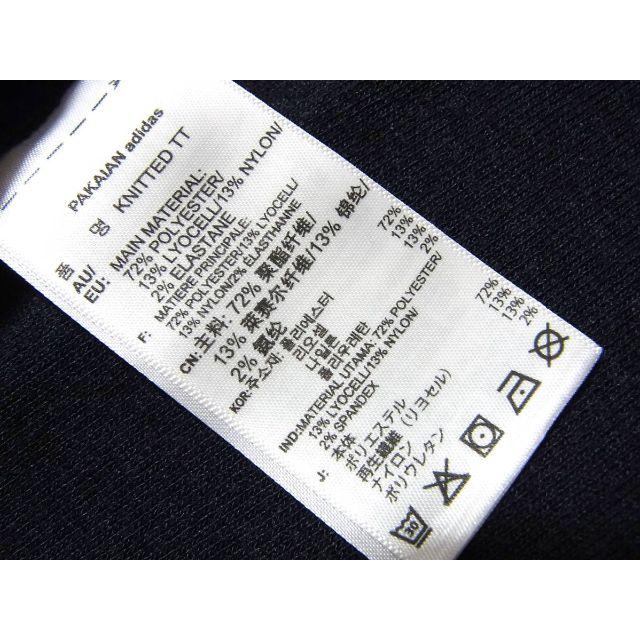 PAKAIAN adidas
품 명 KNITTED TT
AU/
EU: MAIN MATERIAL:
72% POLYESTER/
13% LYOCELL/13% NYLON/
2% ELASTANE
F: MATIERE PRINCIPALE:
72% POLYESTER/13% LYOCELL/
13% NYLON/2% ELASTHANNE
CN: 主料: 72% 聚酯纤维/
13% 莱赛尔纤维/13% 锦纶/
2% 氨纶
KOR: 주소재: 폴리에스터 72%
리오셀 13%
나일론 13%
폴리우레탄 2%
IND: MATERIAL UTAMA: 72% POLYESTER/
13% LYOCELL/13% NYLON/
2% SPANDEX
J: 本体
ポリエステル 72%
再生繊維 (リヨセル) 13%
ナイロン 13%
ポリウレタン 2%
30